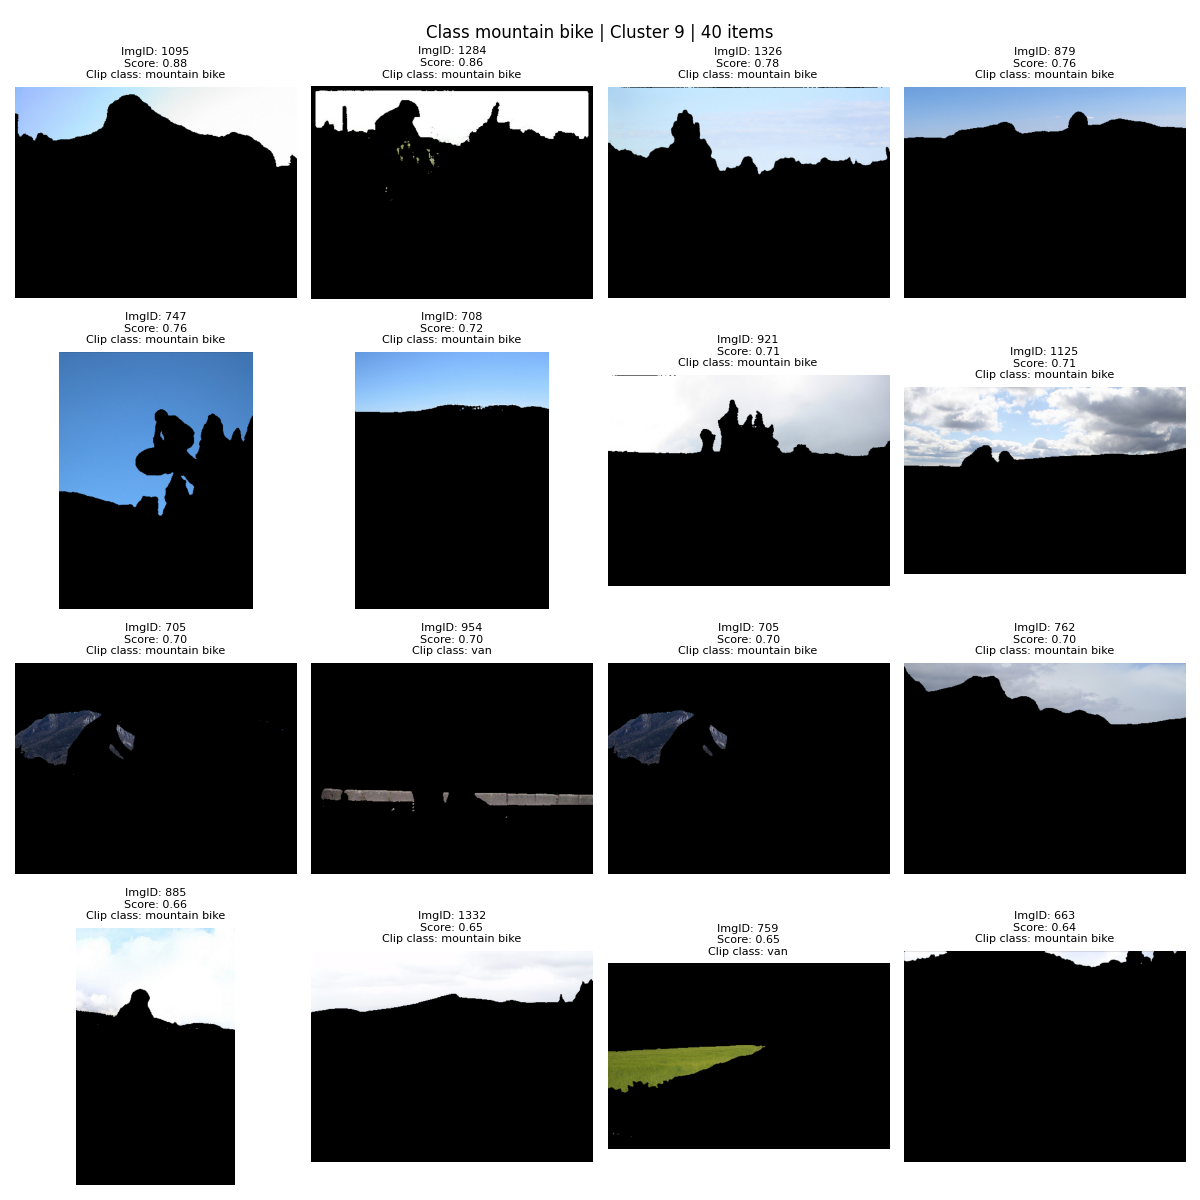 Class mountain bike | Cluster 9 | 40 items
ImgID: 1095
Score: 0.88
Clip class: mountain bike
ImgID: 1284
Score: 0.86
Clip class: mountain bike
ImgID: 1326
Score: 0.78
Clip class: mountain bike
ImgID: 879
Score: 0.76
Clip class: mountain bike
ImgID: 747
Score: 0.76
Clip class: mountain bike
ImgID: 708
Score: 0.72
Clip class: mountain bike
ImgID: 921
Score: 0.71
Clip class: mountain bike
ImgID: 1125
Score: 0.71
Clip class: mountain bike
ImgID: 705
Score: 0.70
Clip class: mountain bike
ImgID: 954
Score: 0.70
Clip class: van
ImgID: 705
Score: 0.70
Clip class: mountain bike
ImgID: 762
Score: 0.70
Clip class: mountain bike
ImgID: 885
Score: 0.66
Clip class: mountain bike
ImgID: 1332
Score: 0.65
Clip class: mountain bike
ImgID: 759
Score: 0.65
Clip class: van
ImgID: 663
Score: 0.64
Clip class: mountain bike